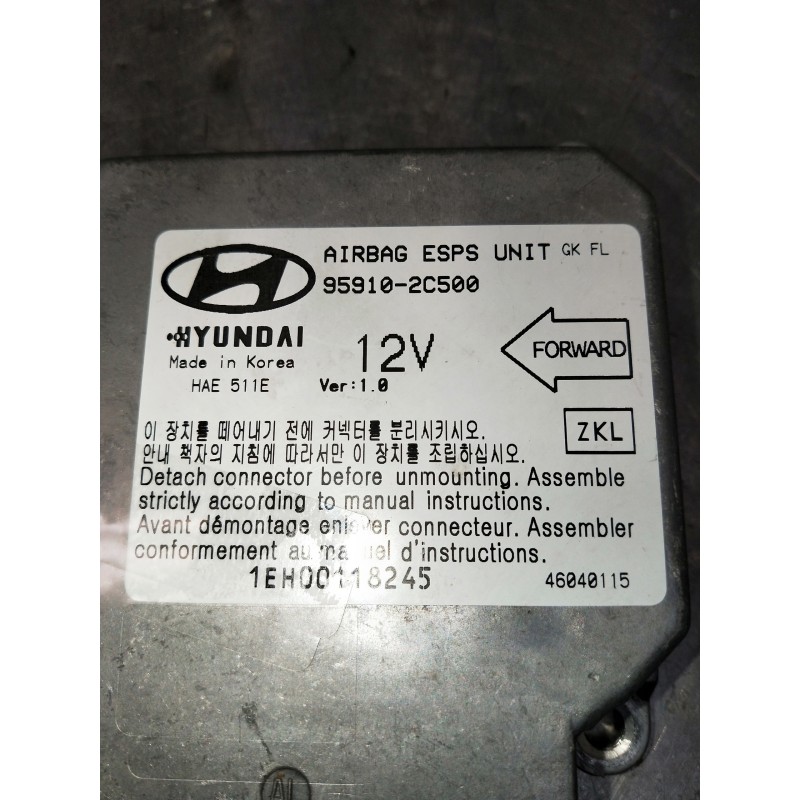 AIRBAG ESPS UNIT GK FL
95910-2C500
HYUNDAI
Made in Korea
HAE 511E
12V
Ver:1.0
FORWARD
ZKL
이 장치를 떼어내기 전에 커넥터를 분리시키시오.
안내 책자의 지침에 따라서만 이 장치를 조립하십시오.
Detach connector before unmounting. Assemble
strictly according to manual instructions.
Avant démontage enlever connecteur. Assembler
conformement au manuel d'instructions.
1EH00118245
46040115